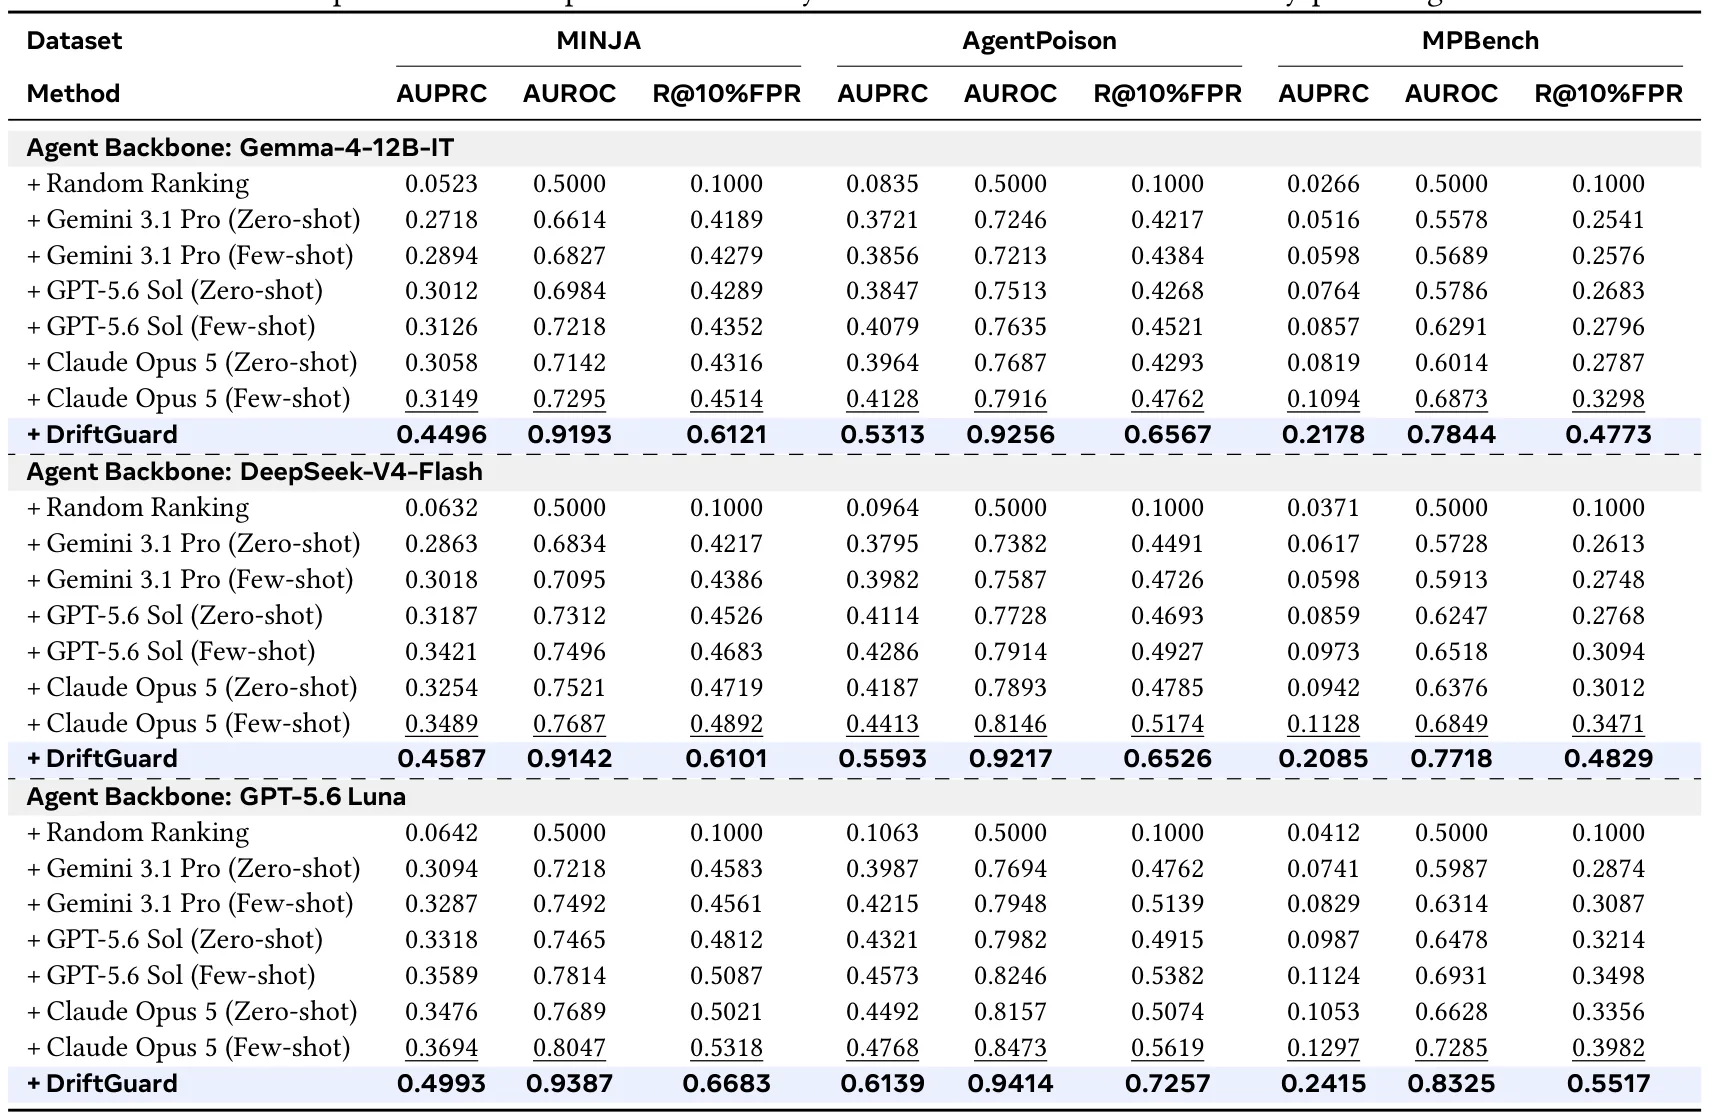 Dataset MINJA AgentPoison MPBench
Method AUPRC AUROC R@10%FPR AUPRC AUROC R@10%FPR AUPRC AUROC R@10%FPR
Agent Backbone: Gemma-4-12B-IT
+ Random Ranking 0.0523 0.5000 0.1000 0.0835 0.5000 0.1000 0.0266 0.5000 0.1000
+ Gemini 3.1 Pro (Zero-shot) 0.2718 0.6614 0.4189 0.3721 0.7246 0.4217 0.0516 0.5578 0.2541
+ Gemini 3.1 Pro (Few-shot) 0.2894 0.6827 0.4279 0.3856 0.7213 0.4384 0.0598 0.5689 0.2576
+ GPT-5.6 Sol (Zero-shot) 0.3012 0.6984 0.4289 0.3847 0.7513 0.4268 0.0764 0.5786 0.2683
+ GPT-5.6 Sol (Few-shot) 0.3126 0.7218 0.4352 0.4079 0.7635 0.4521 0.0857 0.6291 0.2796
+ Claude Opus 5 (Zero-shot) 0.3058 0.7142 0.4316 0.3964 0.7687 0.4293 0.0819 0.6014 0.2787
+ Claude Opus 5 (Few-shot) 0.3149 0.7295 0.4514 0.4128 0.7916 0.4762 0.1094 0.6873 0.3298
+ DriftGuard 0.4496 0.9193 0.6121 0.5313 0.9256 0.6567 0.2178 0.7844 0.4773
Agent Backbone: DeepSeek-V4-Flash
+ Random Ranking 0.0632 0.5000 0.1000 0.0964 0.5000 0.1000 0.0371 0.5000 0.1000
+ Gemini 3.1 Pro (Zero-shot) 0.2863 0.6834 0.4217 0.3795 0.7382 0.4491 0.0617 0.5728 0.2613
+ Gemini 3.1 Pro (Few-shot) 0.3018 0.7095 0.4386 0.3982 0.7587 0.4726 0.0598 0.5913 0.2748
+ GPT-5.6 Sol (Zero-shot) 0.3187 0.7312 0.4526 0.4114 0.7728 0.4693 0.0859 0.6247 0.2768
+ GPT-5.6 Sol (Few-shot) 0.3421 0.7496 0.4683 0.4286 0.7914 0.4927 0.0973 0.6518 0.3094
+ Claude Opus 5 (Zero-shot) 0.3254 0.7521 0.4719 0.4187 0.7893 0.4785 0.0942 0.6376 0.3012
+ Claude Opus 5 (Few-shot) 0.3489 0.7687 0.4892 0.4413 0.8146 0.5174 0.1128 0.6849 0.3471
+ DriftGuard 0.4587 0.9142 0.6101 0.5593 0.9217 0.6526 0.2085 0.7718 0.4829
Agent Backbone: GPT-5.6 Luna
+ Random Ranking 0.0642 0.5000 0.1000 0.1063 0.5000 0.1000 0.0412 0.5000 0.1000
+ Gemini 3.1 Pro (Zero-shot) 0.3094 0.7218 0.4583 0.3987 0.7694 0.4762 0.0741 0.5987 0.2874
+ Gemini 3.1 Pro (Few-shot) 0.3287 0.7492 0.4561 0.4215 0.7948 0.5139 0.0829 0.6314 0.3087
+ GPT-5.6 Sol (Zero-shot) 0.3318 0.7465 0.4812 0.4321 0.7982 0.4915 0.0987 0.6478 0.3214
+ GPT-5.6 Sol (Few-shot) 0.3589 0.7814 0.5087 0.4573 0.8246 0.5382 0.1124 0.6931 0.3498
+ Claude Opus 5 (Zero-shot) 0.3476 0.7689 0.5021 0.4492 0.8157 0.5074 0.1053 0.6628 0.3356
+ Claude Opus 5 (Few-shot) 0.3694 0.8047 0.5318 0.4768 0.8473 0.5619 0.1297 0.7285 0.3982
+ DriftGuard 0.4993 0.9387 0.6683 0.6139 0.9414 0.7257 0.2415 0.8325 0.5517